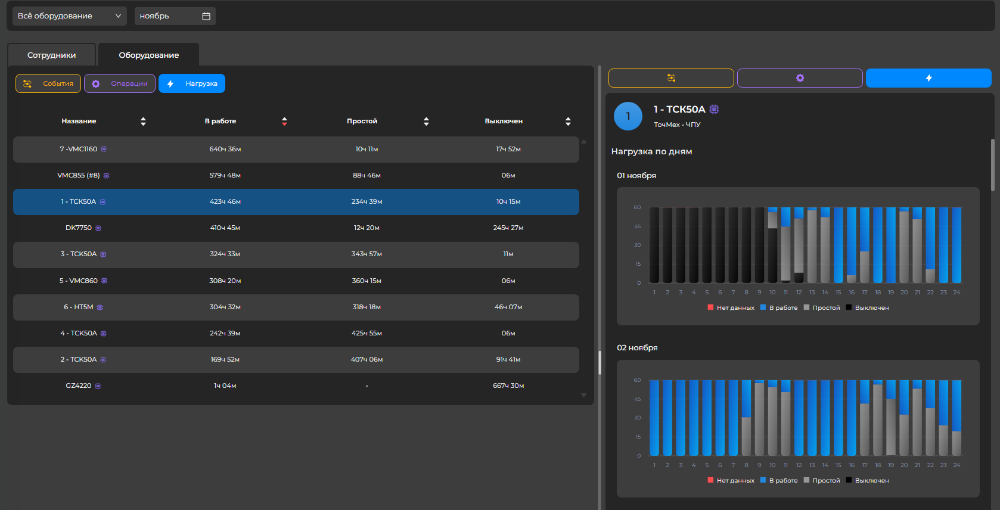 Всё оборудование
ноябрь
Сотрудники
Оборудование
События
Операции
Нагрузка
Название В работе Простой Выключен
7 -VMC1160 640ч 36м 10ч 11м 17ч 52м
VMC855 (#8) 579ч 48м 88ч 46м 06м
1 - TCK50A 423ч 46м 234ч 39м 10ч 15м
DK7750 410ч 45м 12ч 20м 245ч 27м
3 - TCK50A 324ч 33м 343ч 57м 11м
5 - VMC860 308ч 20м 360ч 15м 06м
6 - HT5M 304ч 32м 318ч 18м 46ч 07м
4 - TCK50A 242ч 39м 425ч 55м 06м
2 - TCK50A 169ч 52м 407ч 06м 91ч 41м
GZ4220 1ч 04м - 667ч 30м
1
1 - TCK50A
ТочМех - ЧПУ
Нагрузка по дням
01 ноября
60
45
30
15
0
1 2 3 4 5 6 7 8 9 10 11 12 13 14 15 16 17 18 19 20 21 22 23 24
Нет данных В работе Простой Выключен
02 ноября
60
45
30
15
0
1 2 3 4 5 6 7 8 9 10 11 12 13 14 15 16 17 18 19 20 21 22 23 24
Нет данных В работе Простой Выключен